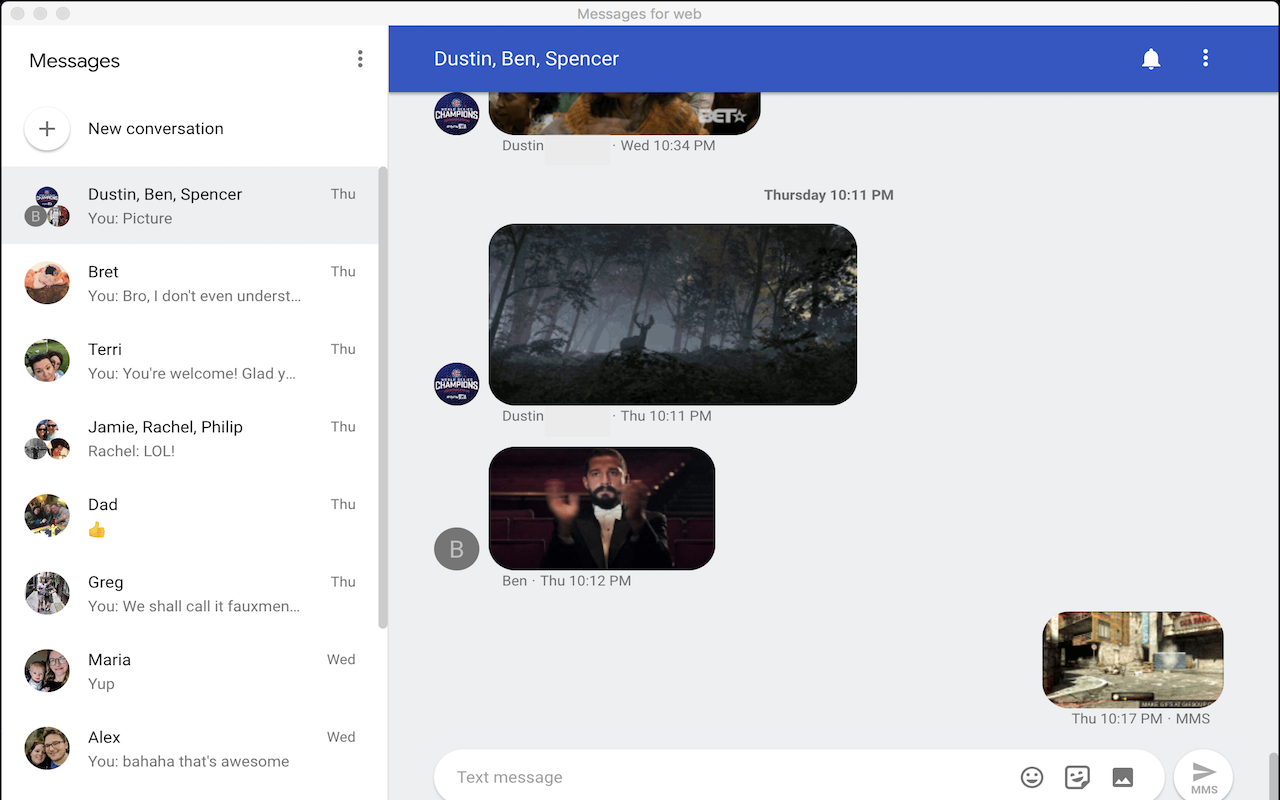 Messages for web
Messages
New conversation
Dustin, Ben, Spencer Thu
You: Picture
B
Bret Thu
You: Bro, I don't even underst...
Terri Thu
You: You're welcome! Glad y...
Jamie, Rachel, Philip Thu
Rachel: LOL!
Dad Thu
👍
Greg Thu
You: We shall call it fauxmen...
Maria Wed
Yup
Alex Wed
You: bahaha that's awesome
Dustin, Ben, Spencer
BET
CHAMPIONS
Dustin · Wed 10:34 PM
Thursday 10:11 PM
WORLD SERIES
CHAMPIONS
Dustin · Thu 10:11 PM
B
Ben · Thu 10:12 PM
MAKE GIFS AT GIFSOUP.COM
Thu 10:17 PM · MMS
Text message
MMS